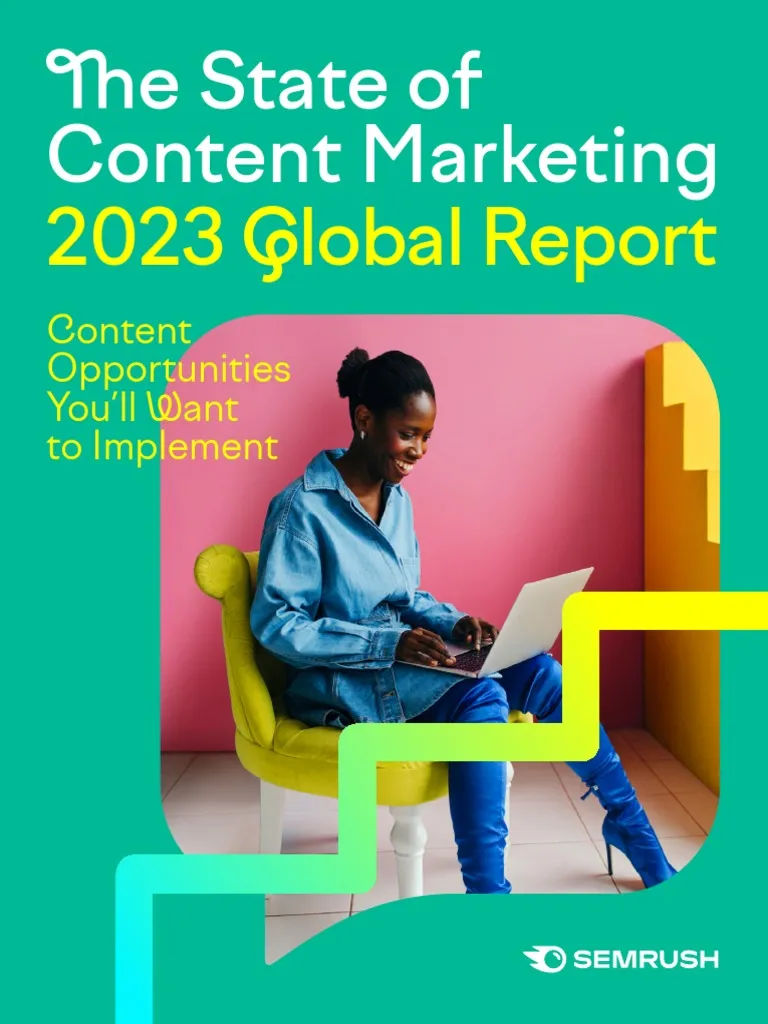 The State of
Content Marketing
2023 Global Report
Content
Opportunities
You'll Want
to Implement
SEMRUSH